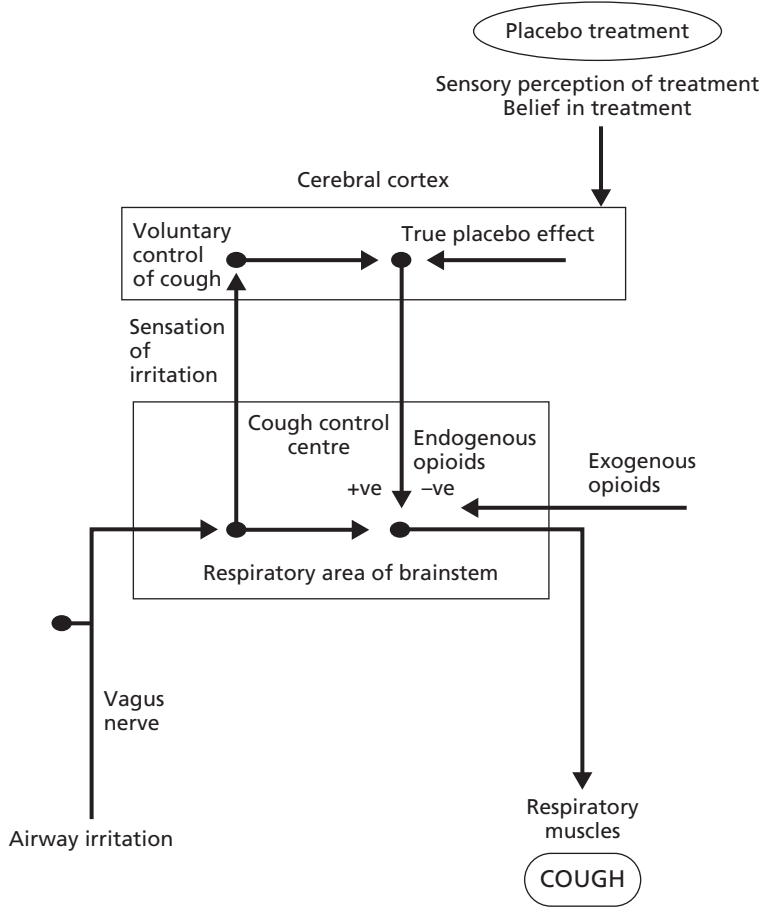 Placebo treatment
Sensory perception of treatment
Belief in treatment
Cerebral cortex
Voluntary
control
of cough
True placebo effect
Sensation
of
irritation
Cough control
centre
Endogenous
opioids
+ve
–ve
Exogenous
opioids
Respiratory area of brainstem
Vagus
nerve
Airway irritation
Respiratory
muscles
COUGH